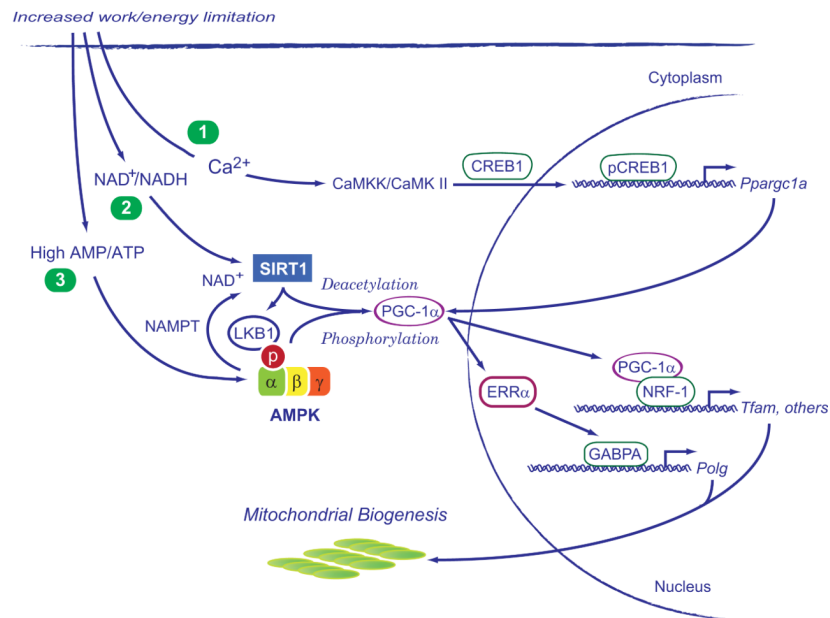 Increased work/energy limitation
Cytoplasm
1
Ca2+
NAD+/NADH
2
CaMKK/CaMK II
CREB1
pCREB1
Ppargc1a
High AMP/ATP
3
NAD+
SIRT1
Deacetylation
NAMPT
LKB1
PGC-1α
Phosphorylation
p
α β γ
AMPK
PGC-1α
NRF-1
Tfam, others
ERRα
GABPA
Polg
Mitochondrial Biogenesis
Nucleus